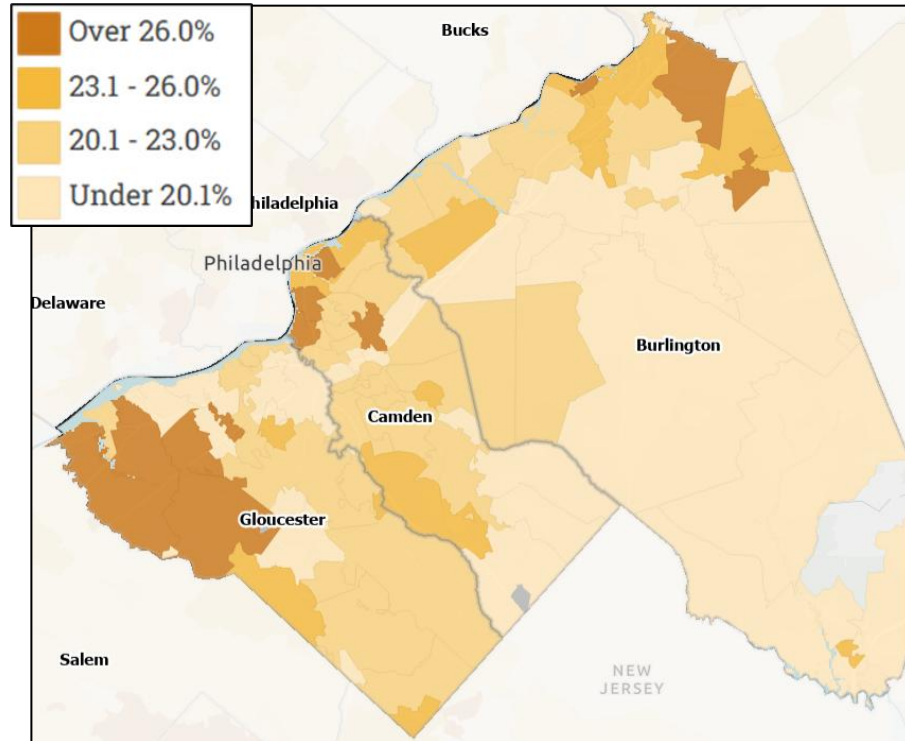 Over 26.0%
23.1 - 26.0%
20.1 - 23.0%
Under 20.1%
Bucks
hiladelphia
Philadelphia
Delaware
Burlington
Camden
Gloucester
Salem
NEW
JERSEY